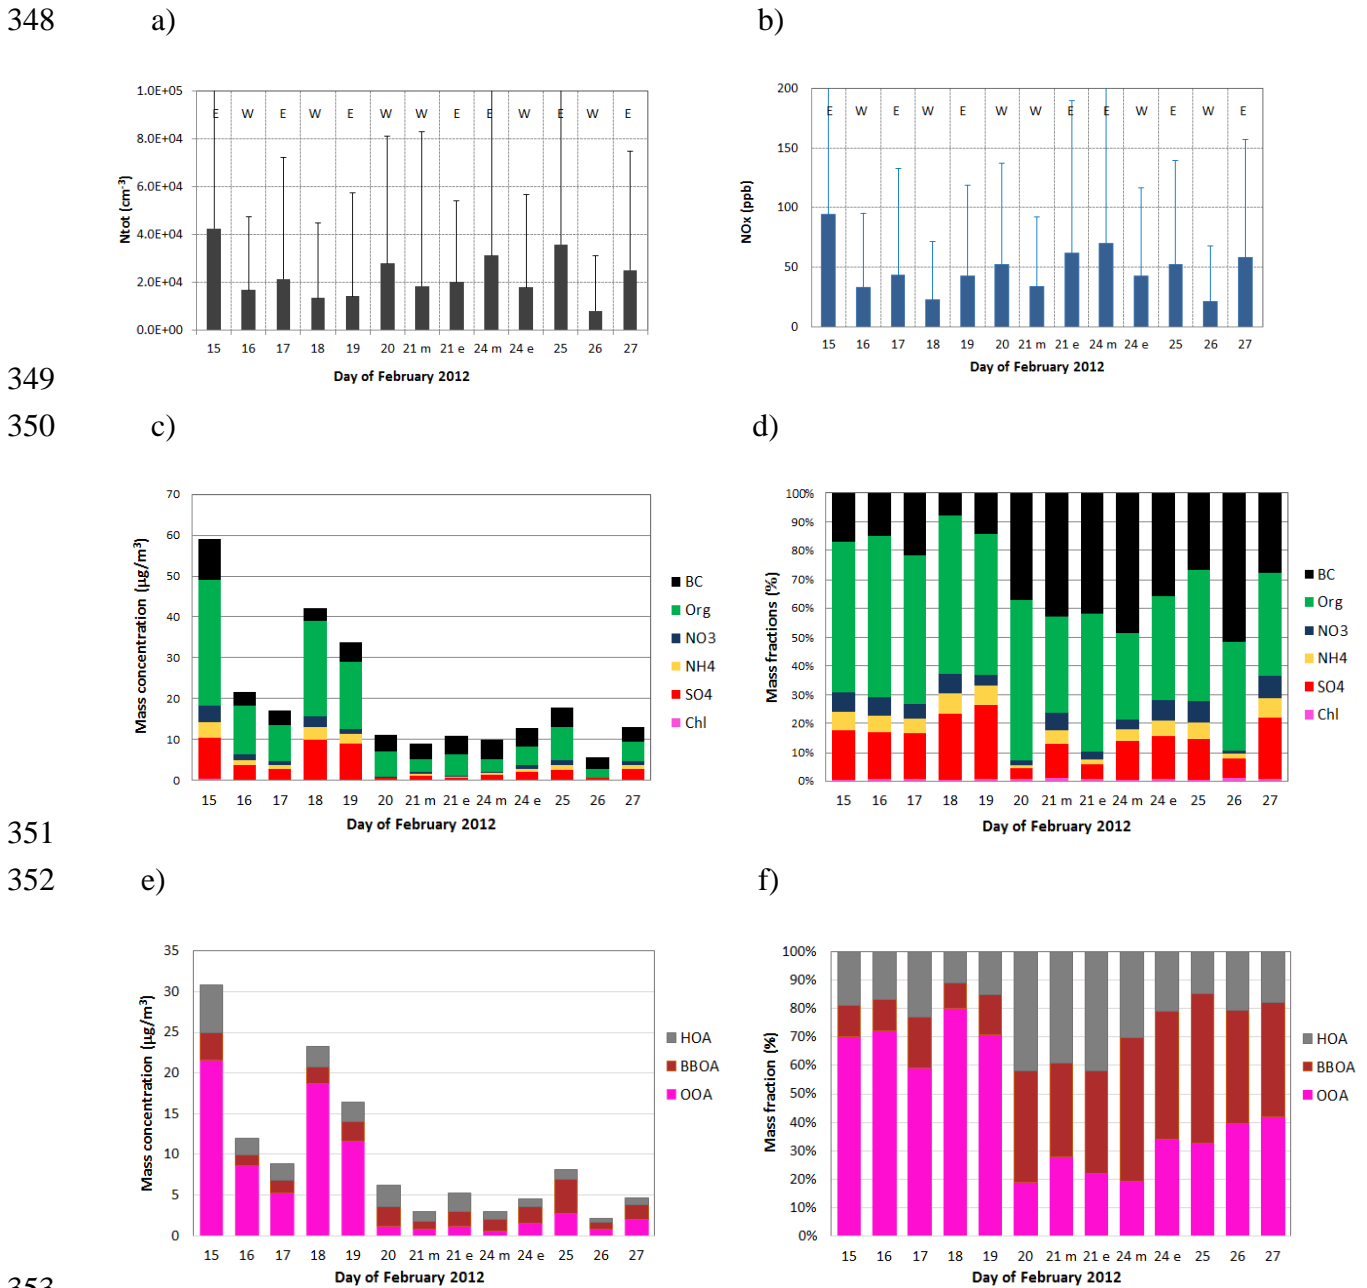 348 a) b)
1.0E+05
8.0E+04
6.0E+04
4.0E+04
2.0E+04
0.0E+00
Ntot (cm-3)
E W E W E W W E E W E W E
15 16 17 18 19 20 21 m 21 e 24 m 24 e 25 26 27
Day of February 2012
200
150
100
50
0
NOx (ppb)
E W E W E W W E E W E W E
15 16 17 18 19 20 21 m 21 e 24 m 24 e 25 26 27
Day of February 2012
349
350 c) d)
70
60
50
40
30
20
10
0
Mass concentration (µg/m3)
BC
Org
NO3
NH4
SO4
Chl
15 16 17 18 19 20 21 m 21 e 24 m 24 e 25 26 27
Day of February 2012
100%
90%
80%
70%
60%
50%
40%
30%
20%
10%
0%
Mass fractions (%)
BC
Org
NO3
NH4
SO4
Chl
15 16 17 18 19 20 21 m 21 e 24 m 24 e 25 26 27
Day of February 2012
351
352 e) f)
35
30
25
20
15
10
5
0
Mass concentration (µg/m3)
HOA
BBOA
OOA
15 16 17 18 19 20 21 m 21 e 24 m 24 e 25 26 27
Day of February 2012
100%
90%
80%
70%
60%
50%
40%
30%
20%
10%
0%
Mass fraction (%)
HOA
BBOA
OOA
15 16 17 18 19 20 21 m 21 e 24 m 24 e 25 26 27
Day of February 2012
353